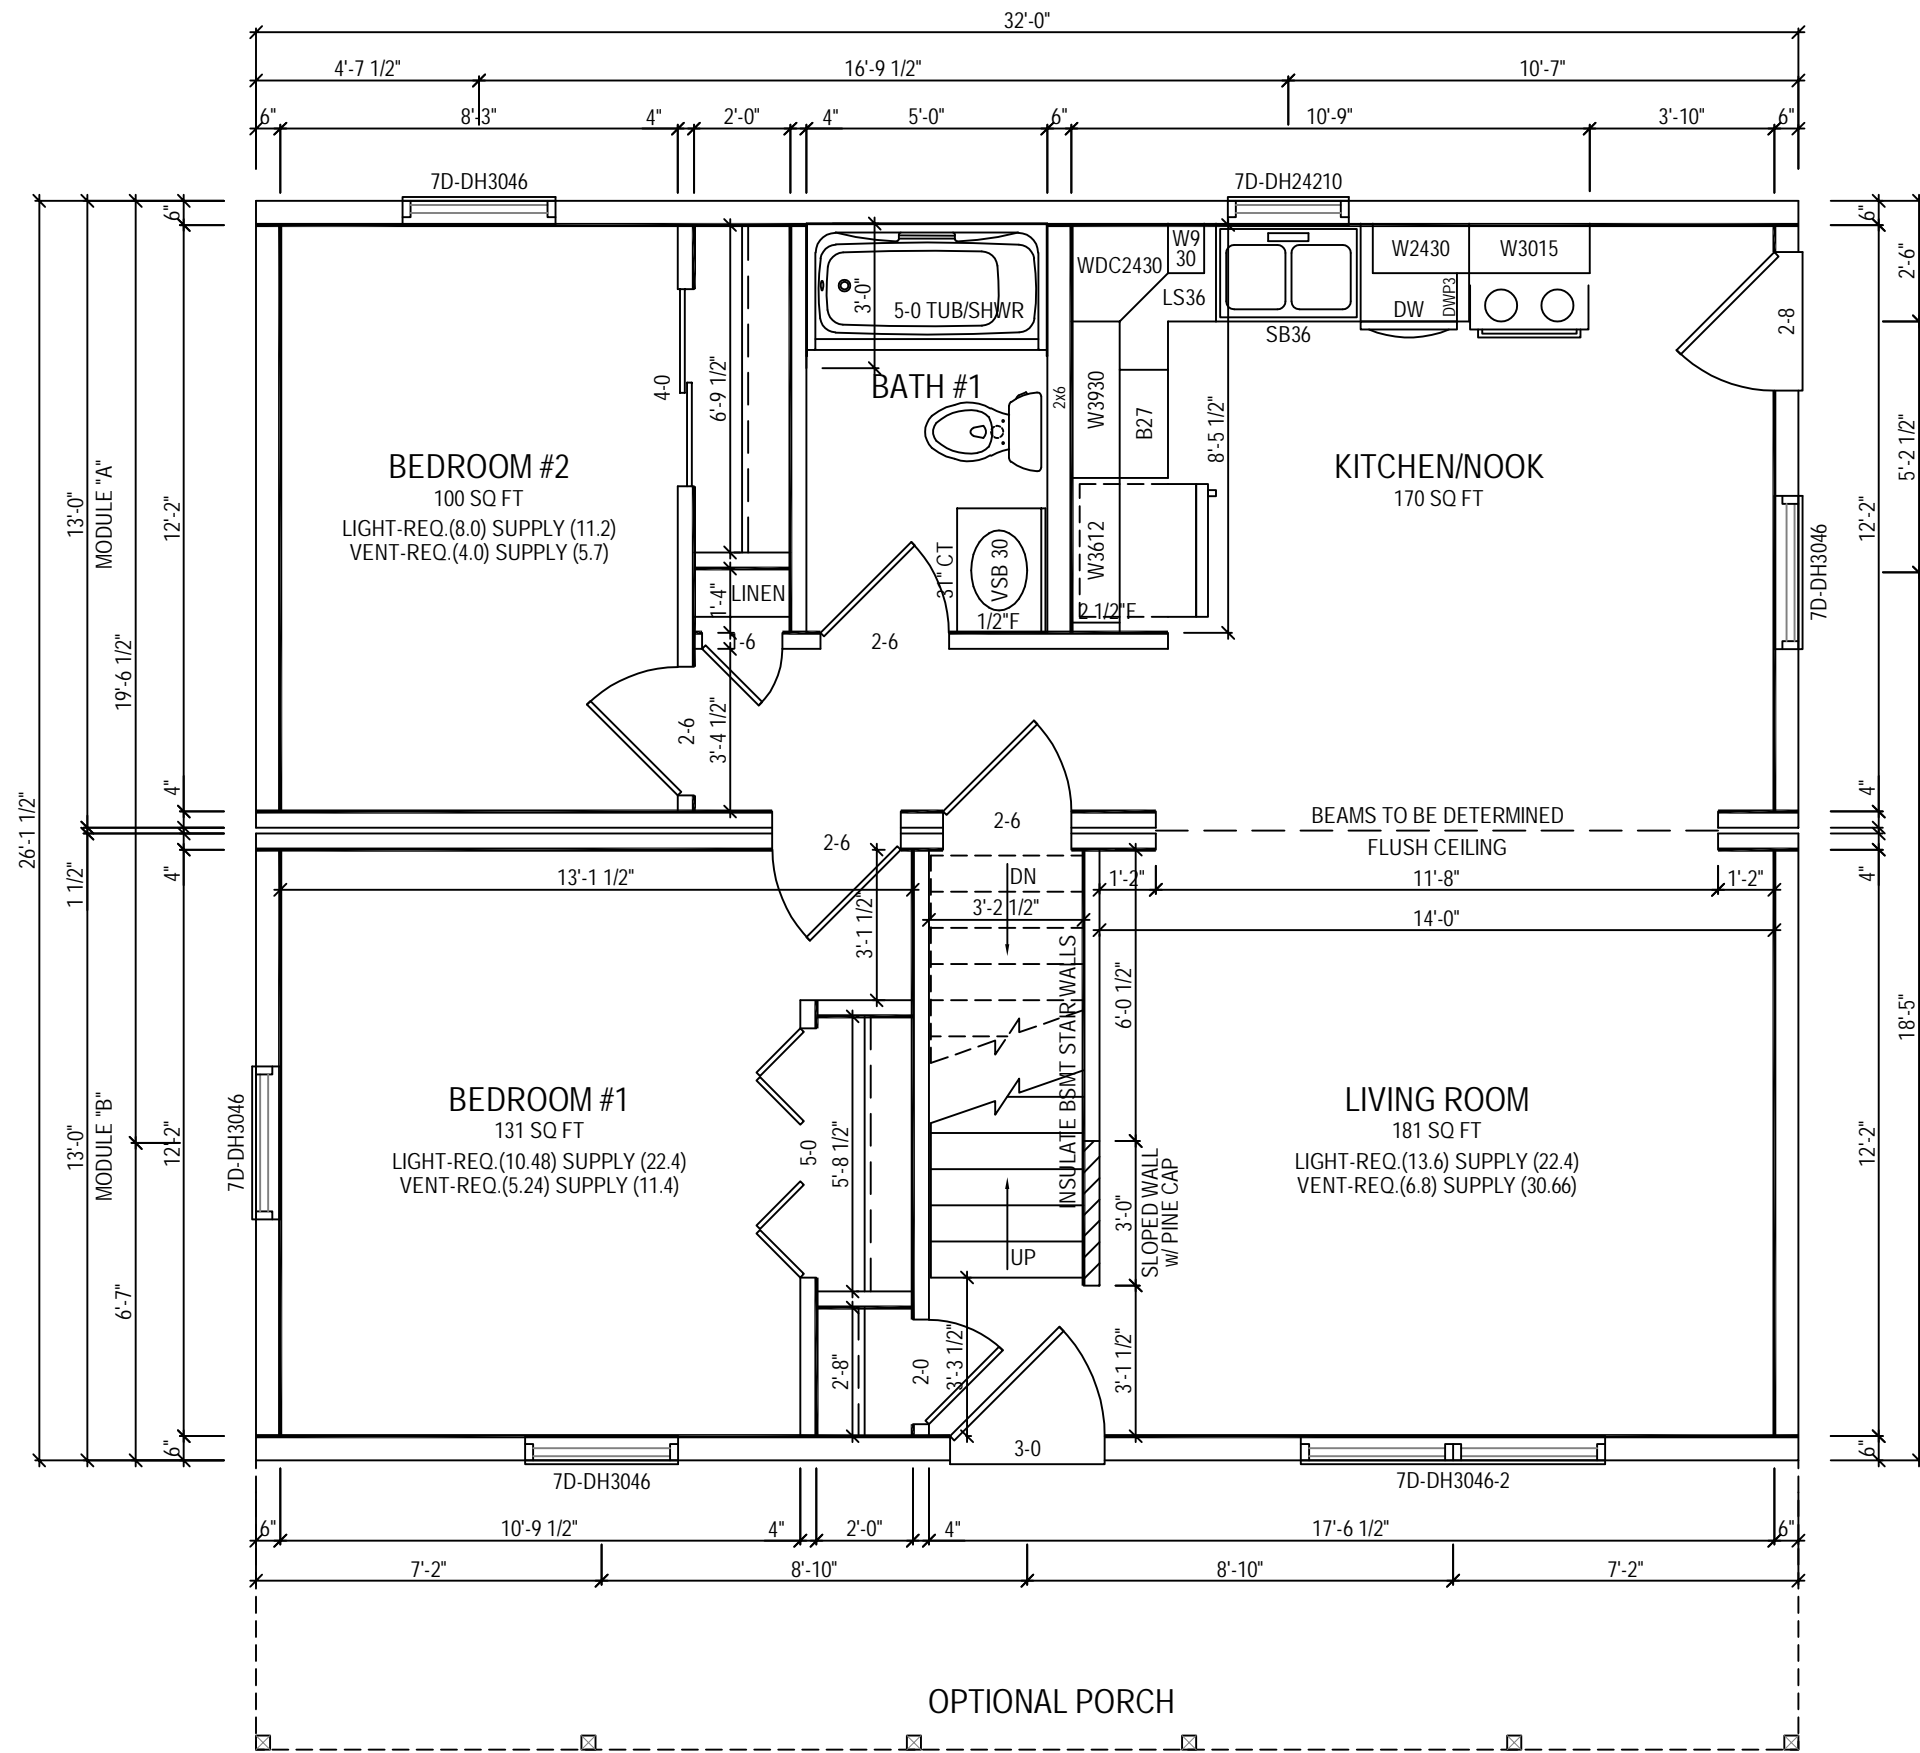 32'-0"
4'-7 1/2"
16'-9 1/2"
10'-7"
6"
8'-3"
4"
2'-0"
4"
5'-0"
6"
10'-9"
3'-10"
6"
7D-DH3046
7D-DH24210
6"
6"
2'-6"
W9
30
W2430
W3015
WDC2430
LS36
3'-0"
5-0 TUB/SHWR
DW
DWP3
SB36
2-8
4-0
6'-9 1/2"
BATH #1
2x6
W3930
B27
8'-5 1/2"
5'-2 1/2"
BEDROOM #2
100 SQ FT
LIGHT-REQ.(8.0) SUPPLY (11.2)
VENT-REQ.(4.0) SUPPLY (5.7)
KITCHEN/NOOK
170 SQ FT
13'-0"
MODULE "A"
12'-2"
12'-2"
7D-DH3046
31" CT
VSB 30
W3612
1'-4"
LINEN
1/2"F
2 1/2"F
19'-6 1/2"
-6
2-6
2-6
3'-4 1/2"
4"
4"
26'-1 1/2"
1 1/2"
2-6
2-6
BEAMS TO BE DETERMINED
FLUSH CEILING
4"
4"
13'-1 1/2"
DN
1'-2"
11'-8"
1'-2"
3'-2 1/2"
14'-0"
3'-1 1/2"
6'-0 1/2"
INSULATE BSMT STAIR WALLS
18'-5"
BEDROOM #1
131 SQ FT
LIGHT-REQ.(10.48) SUPPLY (22.4)
VENT-REQ.(5.24) SUPPLY (11.4)
LIVING ROOM
181 SQ FT
LIGHT-REQ.(13.6) SUPPLY (22.4)
VENT-REQ.(6.8) SUPPLY (30.66)
13'-0"
MODULE "B"
12'-2"
12'-2"
7D-DH3046
5-0
5'-8 1/2"
3'-0"
SLOPED WALL
w/ PINE CAP
UP
6'-7"
2'-8"
2-0
3'-3 1/2"
3'-1 1/2"
6"
6"
3-0
7D-DH3046
7D-DH3046-2
6"
10'-9 1/2"
4"
2'-0"
4"
17'-6 1/2"
6"
7'-2"
8'-10"
8'-10"
7'-2"
OPTIONAL PORCH